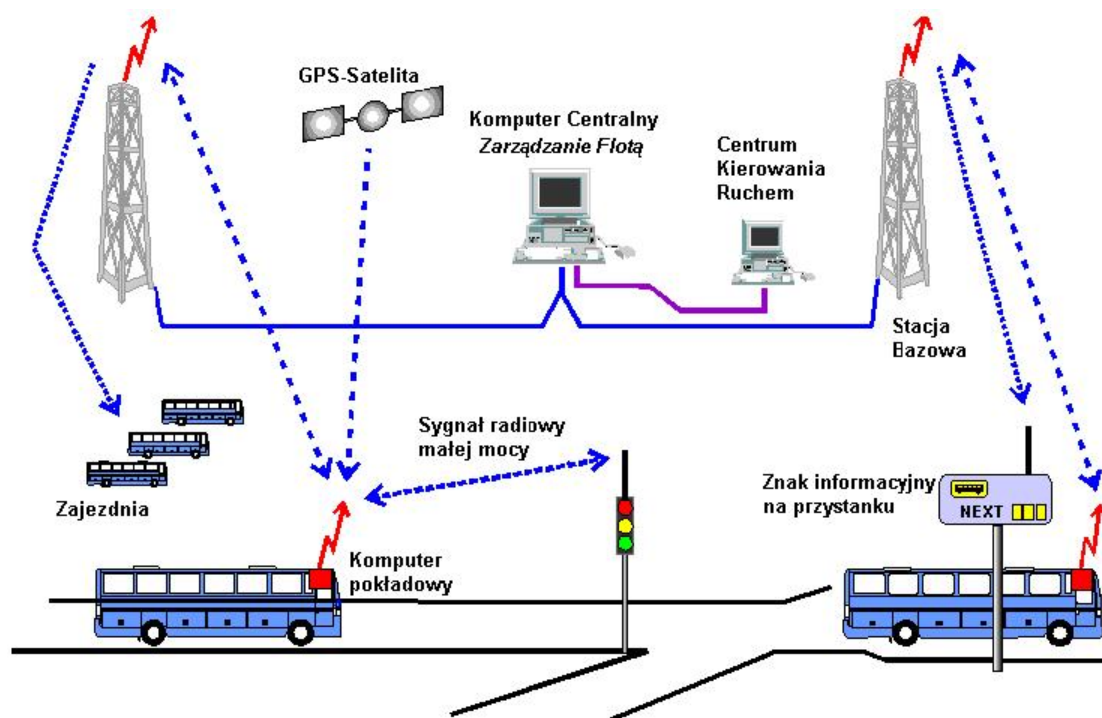 GPS-Satelita
Komputer Centralny
Zarządzanie Flotą
Centrum
Kierowania
Ruchem
Stacja
Bazowa
Sygnał radiowy
małej mocy
Zajezdnia
Znak informacyjny
na przystanku
NEXT
Komputer
pokładowy